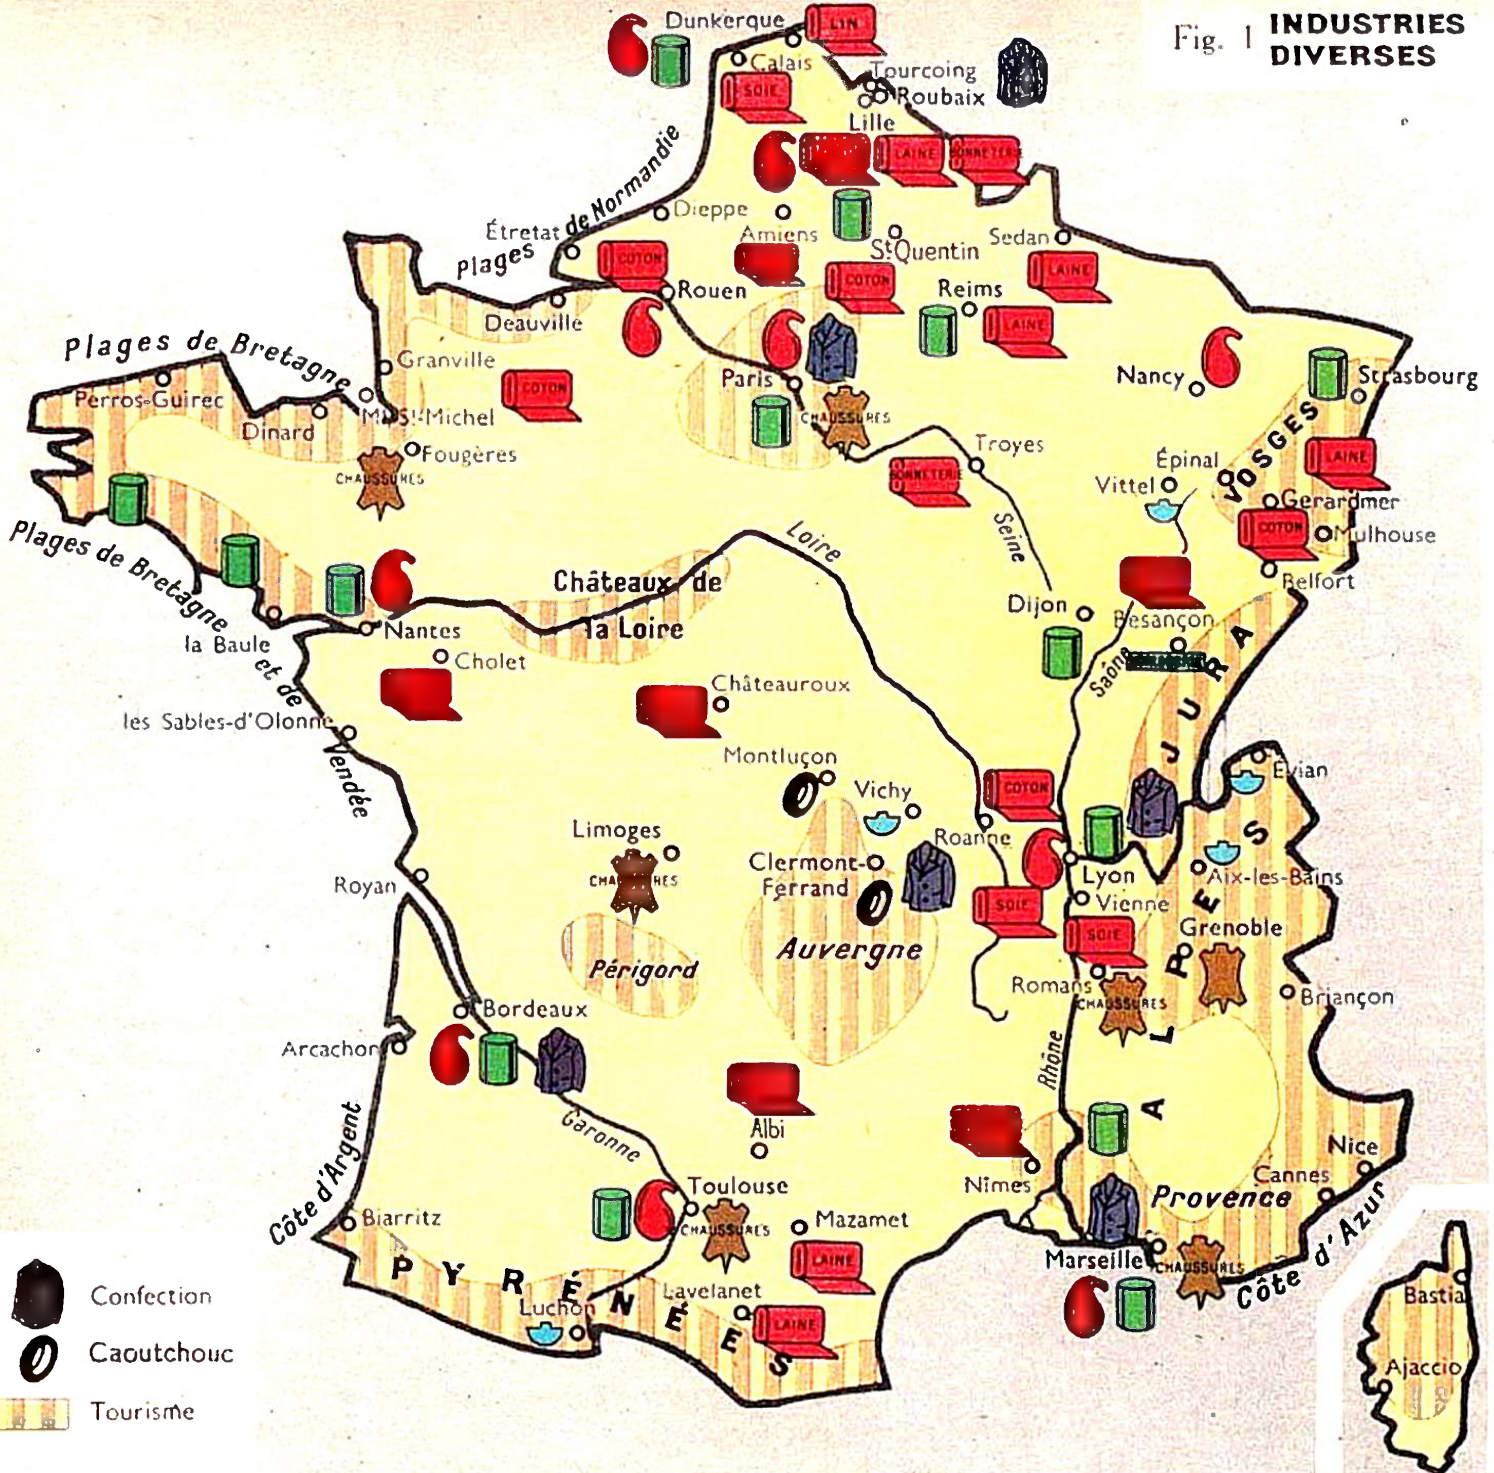 Fig. 1 INDUSTRIES
DIVERSES
Dunkerque
LIN
Calais
SOIE
Tourcoing
Roubaix
Lille
LAINE
BONNETERIE
Plages de Normandie
Dieppe
Étretat
Amiens
St Quentin
Sedan
COTON
COTON
LAINE
Rouen
Reims
LAINE
Deauville
Plages de Bretagne
Granville
Paris
Nancy
Strasbourg
Perros-Guirec
COTON
Mt-St-Michel
Dinard
CHAUSSURES
VOSGES
Fougères
CHAUSSURES
Troyes
BONNETERIE
Épinal
LAINE
Vittel
Gerardmer
COTON
Mulhouse
Seine
Loire
Plages de Bretagne et de Vendée
Belfort
Châteaux de
la Loire
Dijon
Besançon
la Baule
Nantes
Cholet
Saône
JURA
Châteauroux
les Sables-d'Olonne
Montluçon
Evian
Vichy
COTON
Roanne
Limoges
CHAUSSURES
Clermont-
Ferrand
Lyon
Aix-les-Bains
Royan
Vienne
SOIE
SOIE
Grenoble
Auvergne
Périgord
Romans
CHAUSSURES
ALPES
Briançon
Bordeaux
Arcachon
Rhône
Garonne
Albi
Côte d'Argent
Nîmes
Nice
Cannes
Provence
Toulouse
CHAUSSURES
Biarritz
Mazamet
LAINE
Marseille
CHAUSSURES
Côte d'Azur
PYRÉNÉES
Lavelanet
Luchon
LAINE
Bastia
Ajaccio
Confection
Caoutchouc
Tourisme